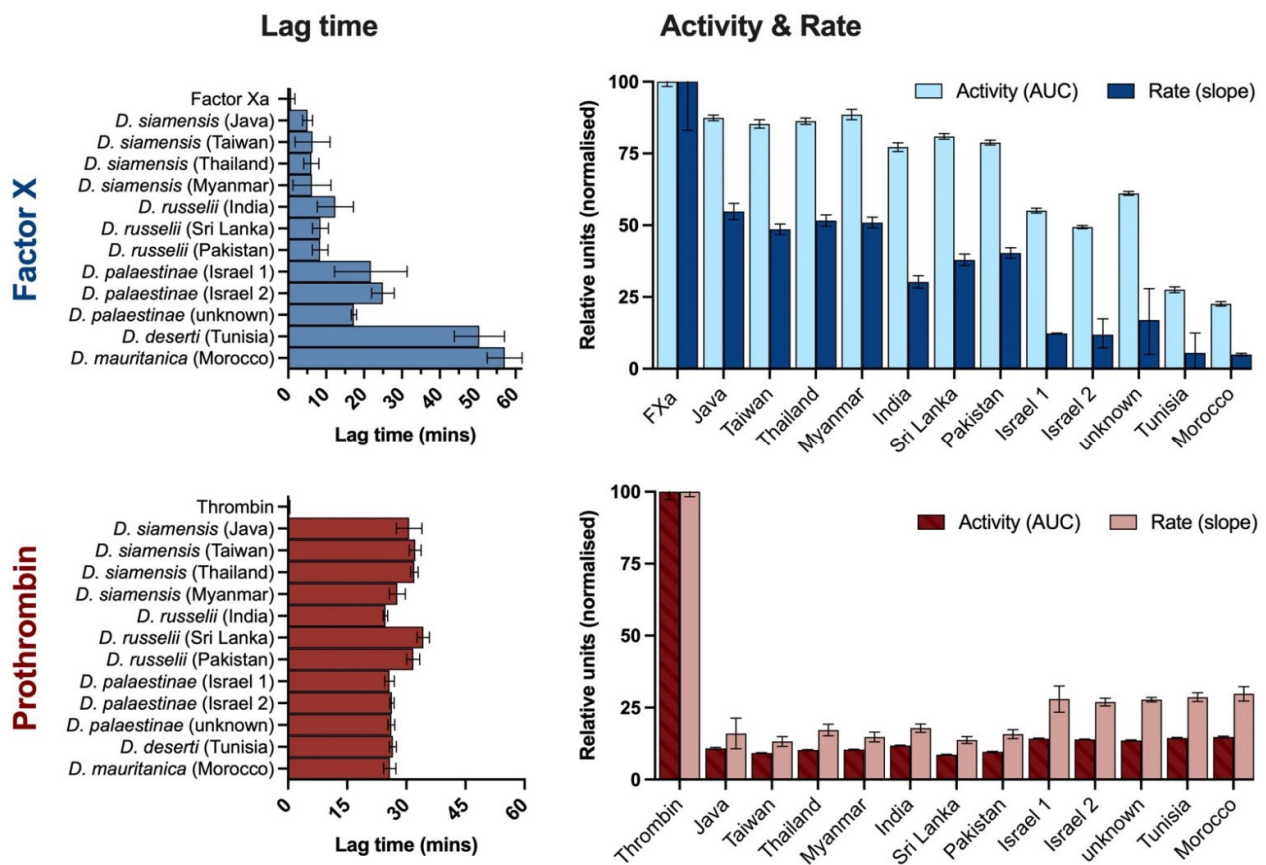 Lag time
Activity & Rate
Factor X
Factor Xa
D. siamensis (Java)
D. siamensis (Taiwan)
D. siamensis (Thailand)
D. siamensis (Myanmar)
D. russelii (India)
D. russelii (Sri Lanka)
D. russelii (Pakistan)
D. palaestinae (Israel 1)
D. palaestinae (Israel 2)
D. palaestinae (unknown)
D. deserti (Tunisia)
D. mauritanica (Morocco)
0 10 20 30 40 50 60
Lag time (mins)
Relative units (normalised)
100
75
50
25
0
Activity (AUC) Rate (slope)
FXa Java Taiwan Thailand Myanmar India Sri Lanka Pakistan Israel 1 Israel 2 unknown Tunisia Morocco
Prothrombin
Thrombin
D. siamensis (Java)
D. siamensis (Taiwan)
D. siamensis (Thailand)
D. siamensis (Myanmar)
D. russelii (India)
D. russelii (Sri Lanka)
D. russelii (Pakistan)
D. palaestinae (Israel 1)
D. palaestinae (Israel 2)
D. palaestinae (unknown)
D. deserti (Tunisia)
D. mauritanica (Morocco)
0 15 30 45 60
Lag time (mins)
Relative units (normalised)
100
75
50
25
0
Activity (AUC) Rate (slope)
Thrombin Java Taiwan Thailand Myanmar India Sri Lanka Pakistan Israel 1 Israel 2 unknown Tunisia Morocco